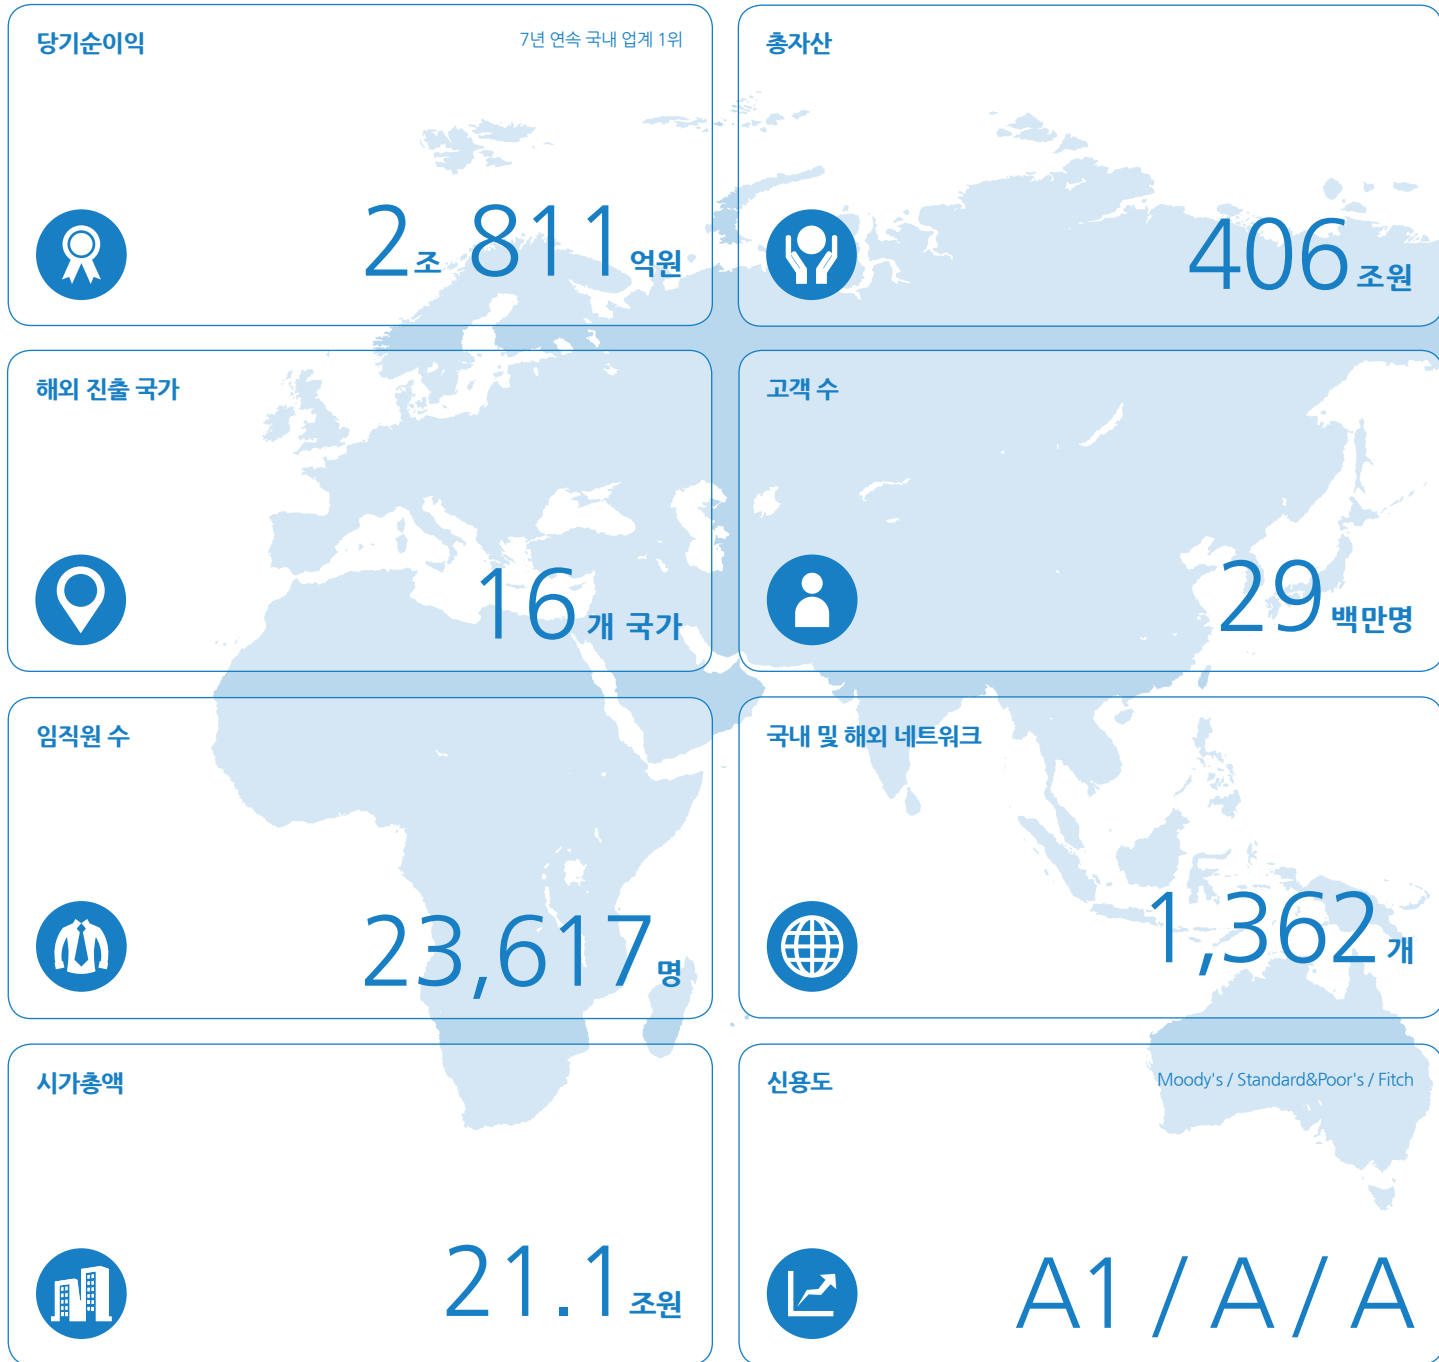 당기순이익
7년 연속 국내 업계 1위
2조 811억원
총자산
406조원
해외 진출 국가
16개 국가
고객 수
29백만명
임직원 수
23,617명
국내 및 해외 네트워크
1,362개
시가총액
21.1조원
신용도
Moody's / Standard&Poor's / Fitch
A1 / A / A